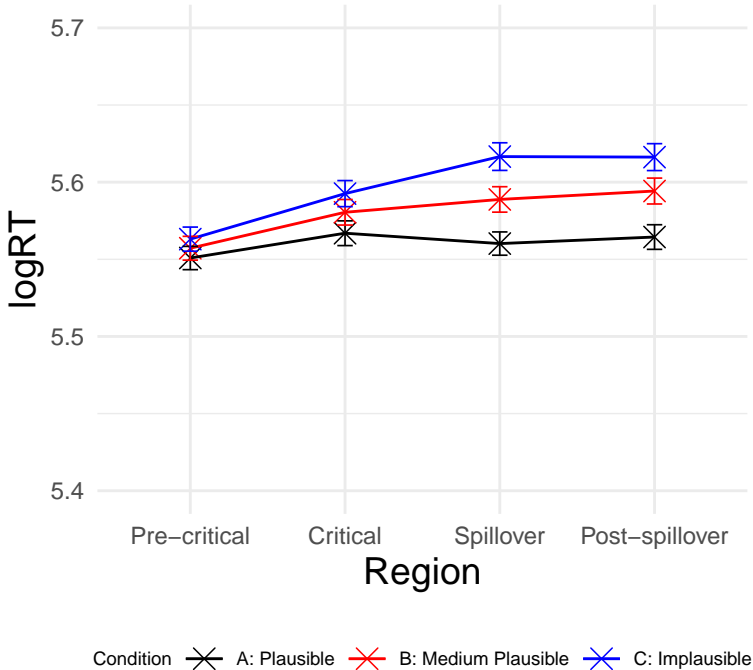 5.7
5.6
5.5
5.4
logRT
Pre−critical Critical Spillover Post−spillover
Region
Condition A: Plausible B: Medium Plausible C: Implausible